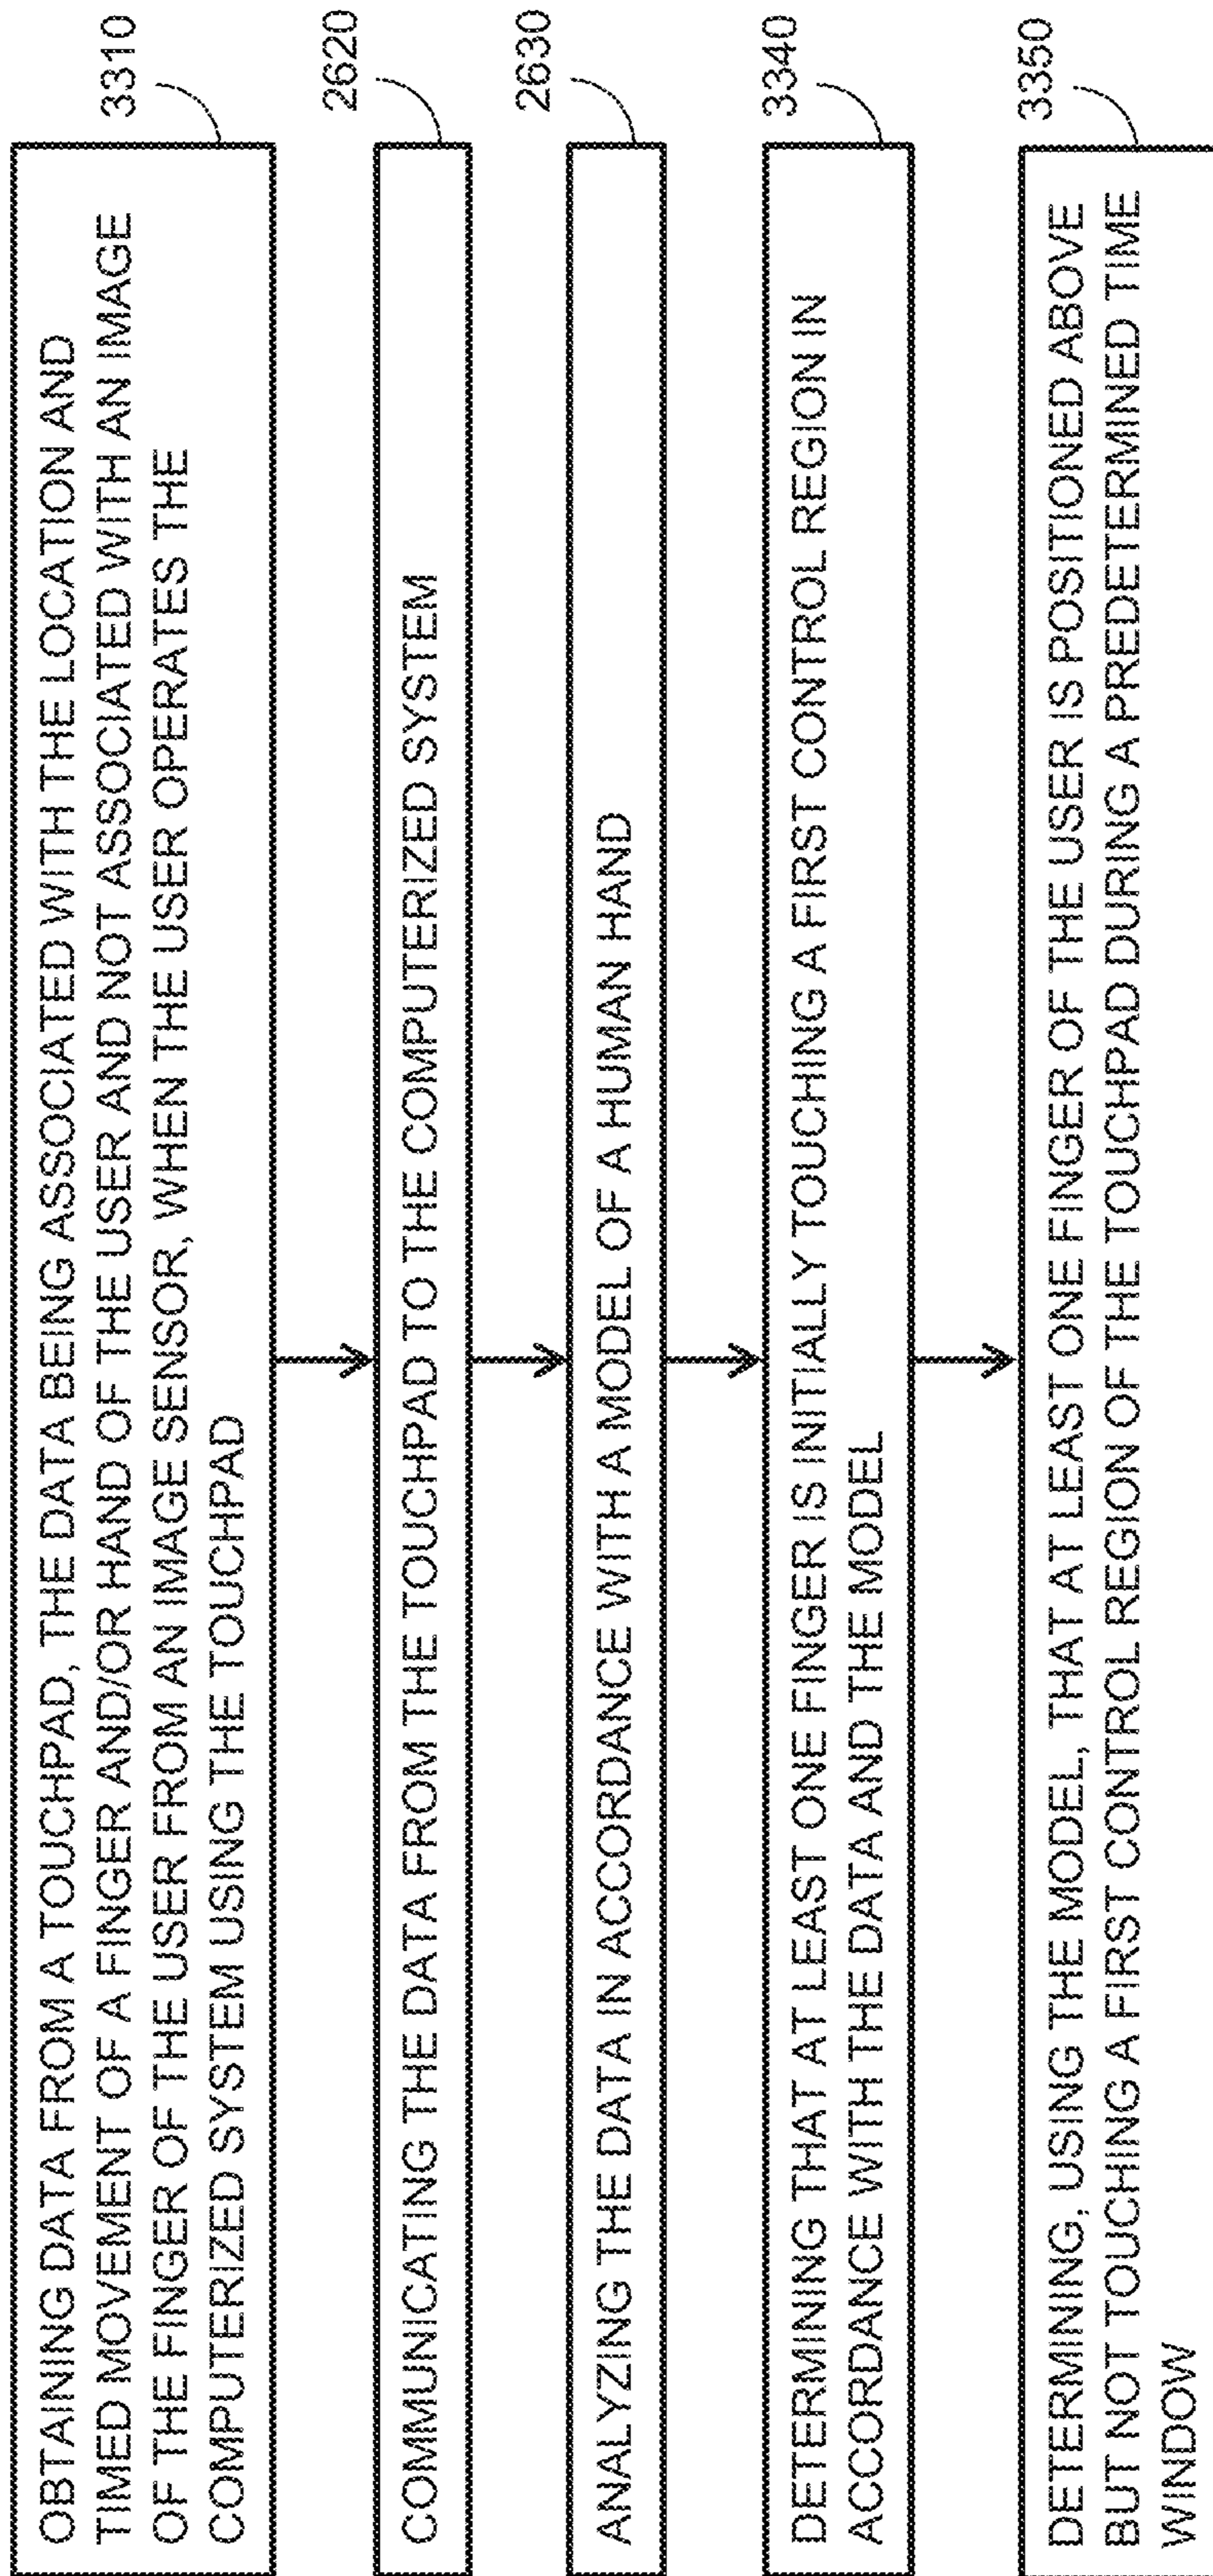 OBTAINING DATA FROM A TOUCHPAD, THE DATA BEING ASSOCIATED WITH THE LOCATION AND
TIMED MOVEMENT OF A FINGER AND/OR HAND OF THE USER AND NOT ASSOCIATED WITH AN IMAGE
OF THE FINGER OF THE USER FROM AN IMAGE SENSOR, WHEN THE USER OPERATES THE
COMPUTERIZED SYSTEM USING THE TOUCHPAD
3310
COMMUNICATING THE DATA FROM THE TOUCHPAD TO THE COMPUTERIZED SYSTEM
2620
ANALYZING THE DATA IN ACCORDANCE WITH A MODEL OF A HUMAN HAND
2630
DETERMINING THAT AT LEAST ONE FINGER IS INITIALLY TOUCHING A FIRST CONTROL REGION IN
ACCORDANCE WITH THE DATA AND THE MODEL
3340
DETERMINING, USING THE MODEL, THAT AT LEAST ONE FINGER OF THE USER IS POSITIONED ABOVE
BUT NOT TOUCHING A FIRST CONTROL REGION OF THE TOUCHPAD DURING A PREDETERMINED TIME
WINDOW
3350